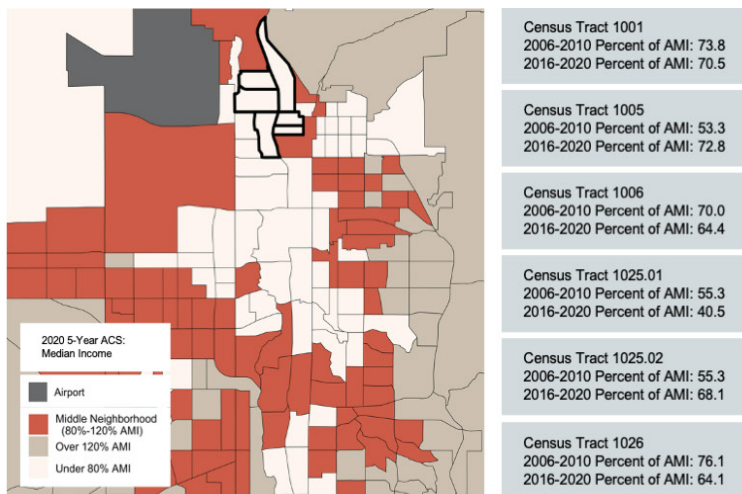 2020 5-Year ACS:
Median Income
Airport
Middle Neighborhood
(80%-120% AMI)
Over 120% AMI
Under 80% AMI
Census Tract 1001
2006-2010 Percent of AMI: 73.8
2016-2020 Percent of AMI: 70.5
Census Tract 1005
2006-2010 Percent of AMI: 53.3
2016-2020 Percent of AMI: 72.8
Census Tract 1006
2006-2010 Percent of AMI: 70.0
2016-2020 Percent of AMI: 64.4
Census Tract 1025.01
2006-2010 Percent of AMI: 55.3
2016-2020 Percent of AMI: 40.5
Census Tract 1025.02
2006-2010 Percent of AMI: 55.3
2016-2020 Percent of AMI: 68.1
Census Tract 1026
2006-2010 Percent of AMI: 76.1
2016-2020 Percent of AMI: 64.1